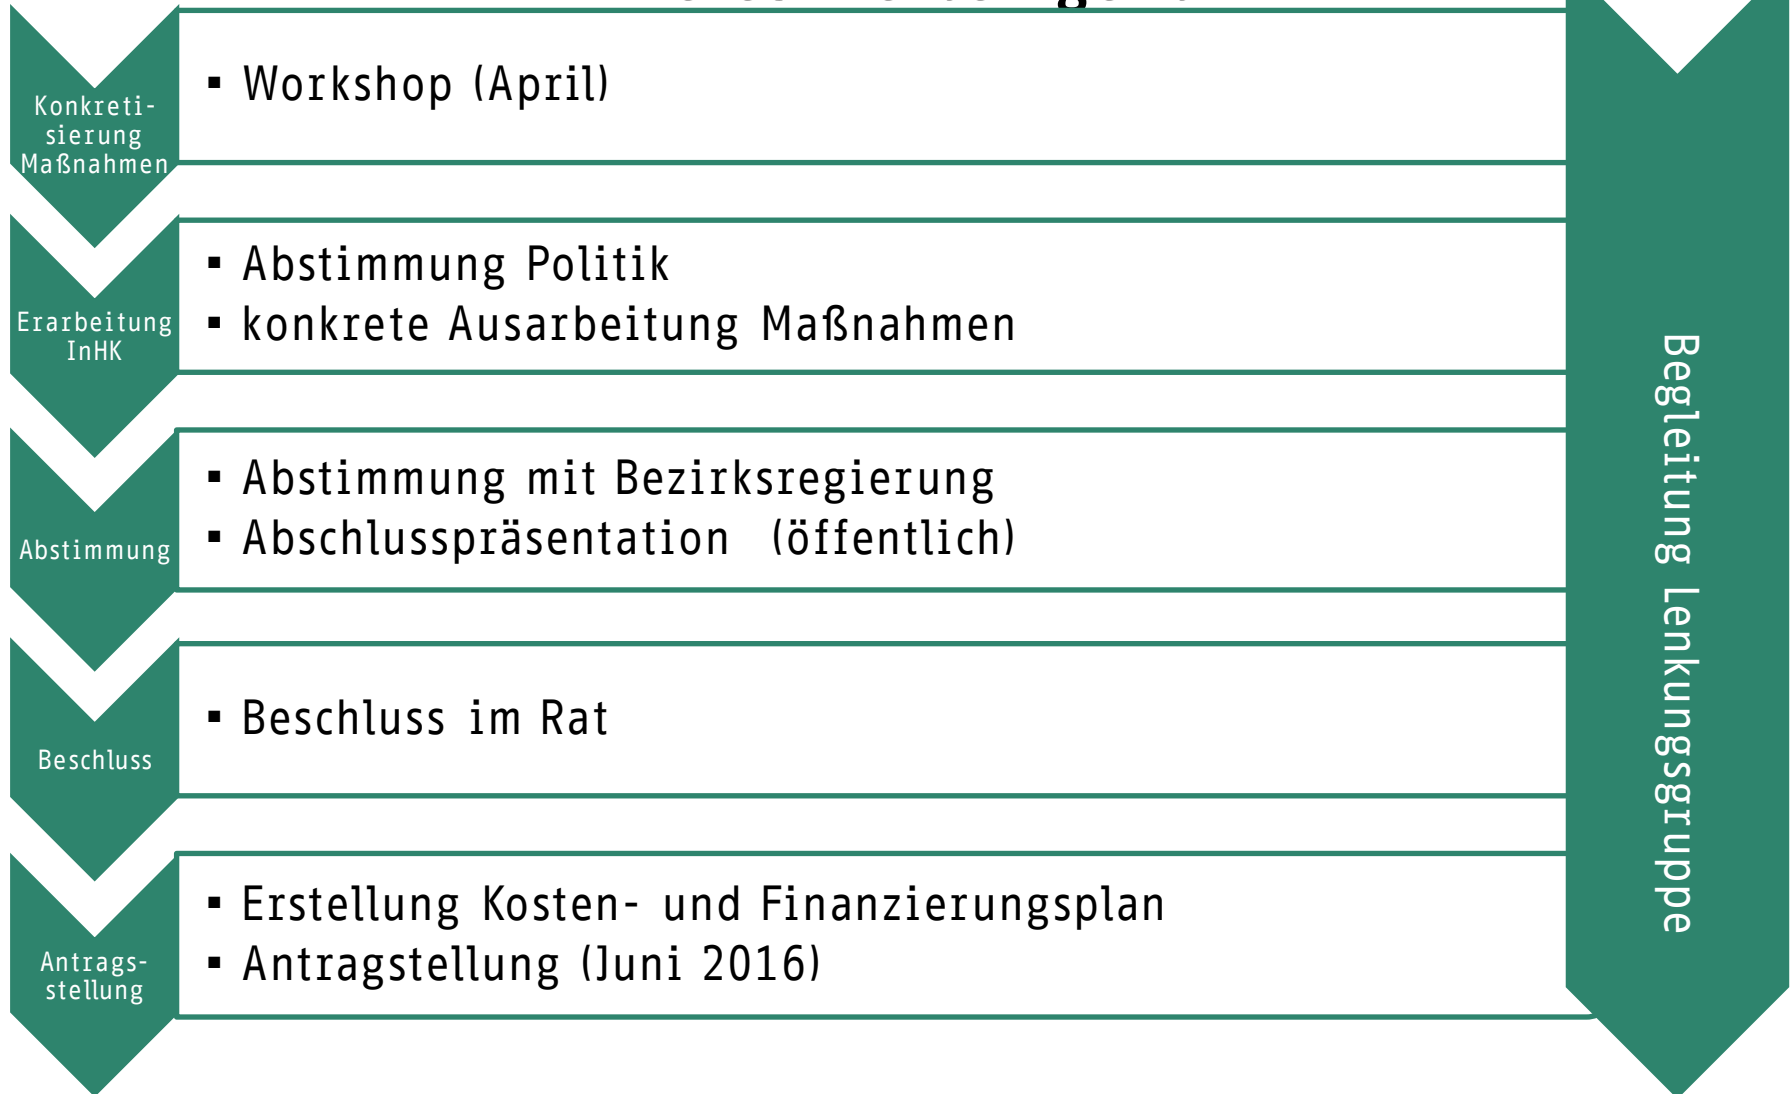 Konkreti-
sierung
Maßnahmen
▪ Workshop (April)
Erarbeitung
InHK
▪ Abstimmung Politik
▪ konkrete Ausarbeitung Maßnahmen
Abstimmung
▪ Abstimmung mit Bezirksregierung
▪ Abschlusspräsentation (öffentlich)
Beschluss
▪ Beschluss im Rat
Antrags-
stellung
▪ Erstellung Kosten- und Finanzierungsplan
▪ Antragstellung (Juni 2016)
Begleitung Lenkungsgruppe